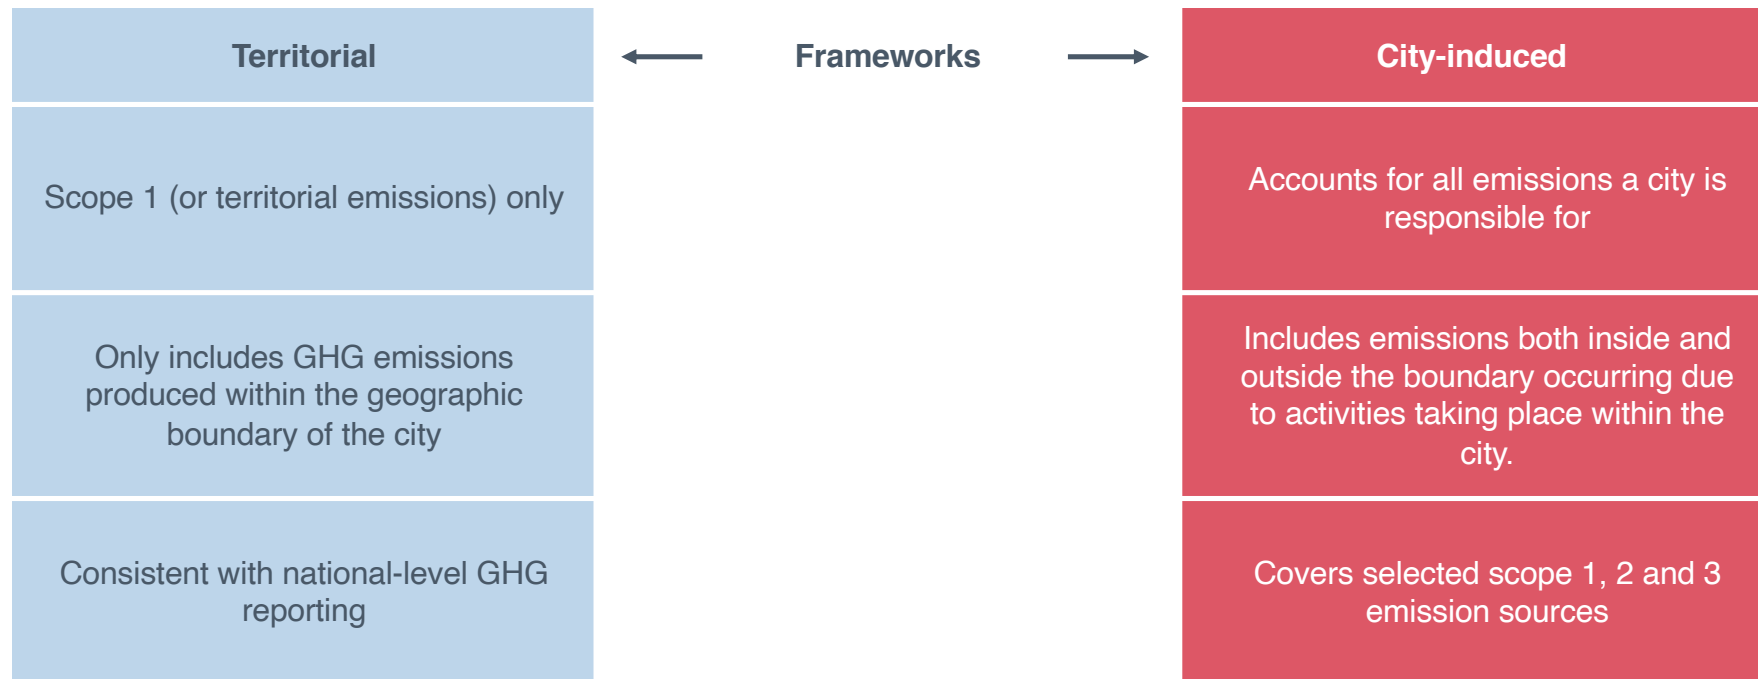 Territorial
Frameworks
City-induced
Scope 1 (or territorial emissions) only
Accounts for all emissions a city is
responsible for
Only includes GHG emissions
produced within the geographic
boundary of the city
Includes emissions both inside and
outside the boundary occurring due
to activities taking place within the
city.
Consistent with national-level GHG
reporting
Covers selected scope 1, 2 and 3
emission sources